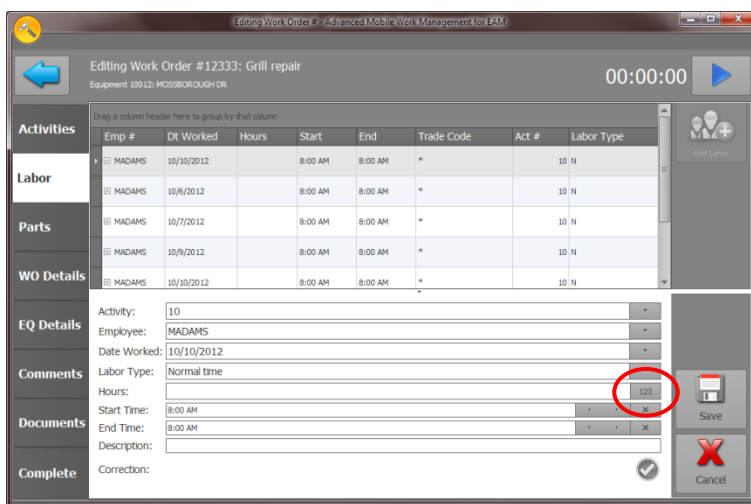 Editing Work Order # - Advanced Mobile Work Management for EAM
Editing Work Order #12333: Grill repair
Equipment 10012: MOSSBOROUGH DR
00:00:00
Activities
Labor
Parts
WO Details
EQ Details
Comments
Documents
Complete
Drag a column header here to group by that column
Emp # Dt Worked Hours Start End Trade Code Act # Labor Type
MADAMS 10/10/2012 8:00 AM 8:00 AM * 10 N
MADAMS 10/6/2012 8:00 AM 8:00 AM * 10 N
MADAMS 10/7/2012 8:00 AM 8:00 AM * 10 N
MADAMS 10/9/2012 8:00 AM 8:00 AM * 10 N
MADAMS 10/10/2012 8:00 AM 8:00 AM * 10 N
Add Labor
Activity: 10
Employee: MADAMS
Date Worked: 10/10/2012
Labor Type: Normal time
Hours: 123
Start Time: 8:00 AM
End Time: 8:00 AM
Description:
Correction:
Save
Cancel